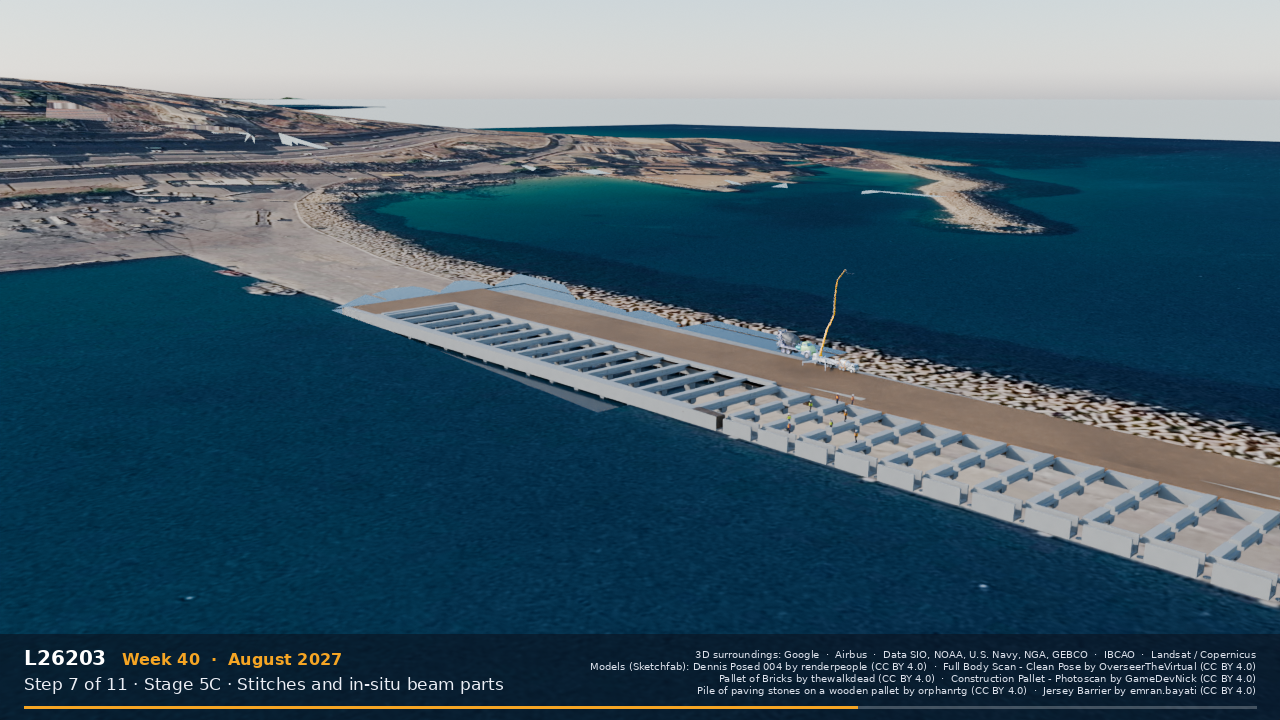 L26203 Week 40 · August 2027
Step 7 of 11 · Stage 5C · Stitches and in-situ beam parts
3D surroundings: Google · Airbus · Data SIO, NOAA, U.S. Navy, NGA, GEBCO · IBCAO · Landsat / Copernicus
Models (Sketchfab): Dennis Posed 004 by renderpeople (CC BY 4.0) · Full Body Scan - Clean Pose by OverseerTheVirtual (CC BY 4.0)
Pallet of Bricks by thewalkdead (CC BY 4.0) · Construction Pallet - Photoscan by GameDevNick (CC BY 4.0)
Pile of paving stones on a wooden pallet by orphanrtg (CC BY 4.0) · Jersey Barrier by emran.bayati (CC BY 4.0)